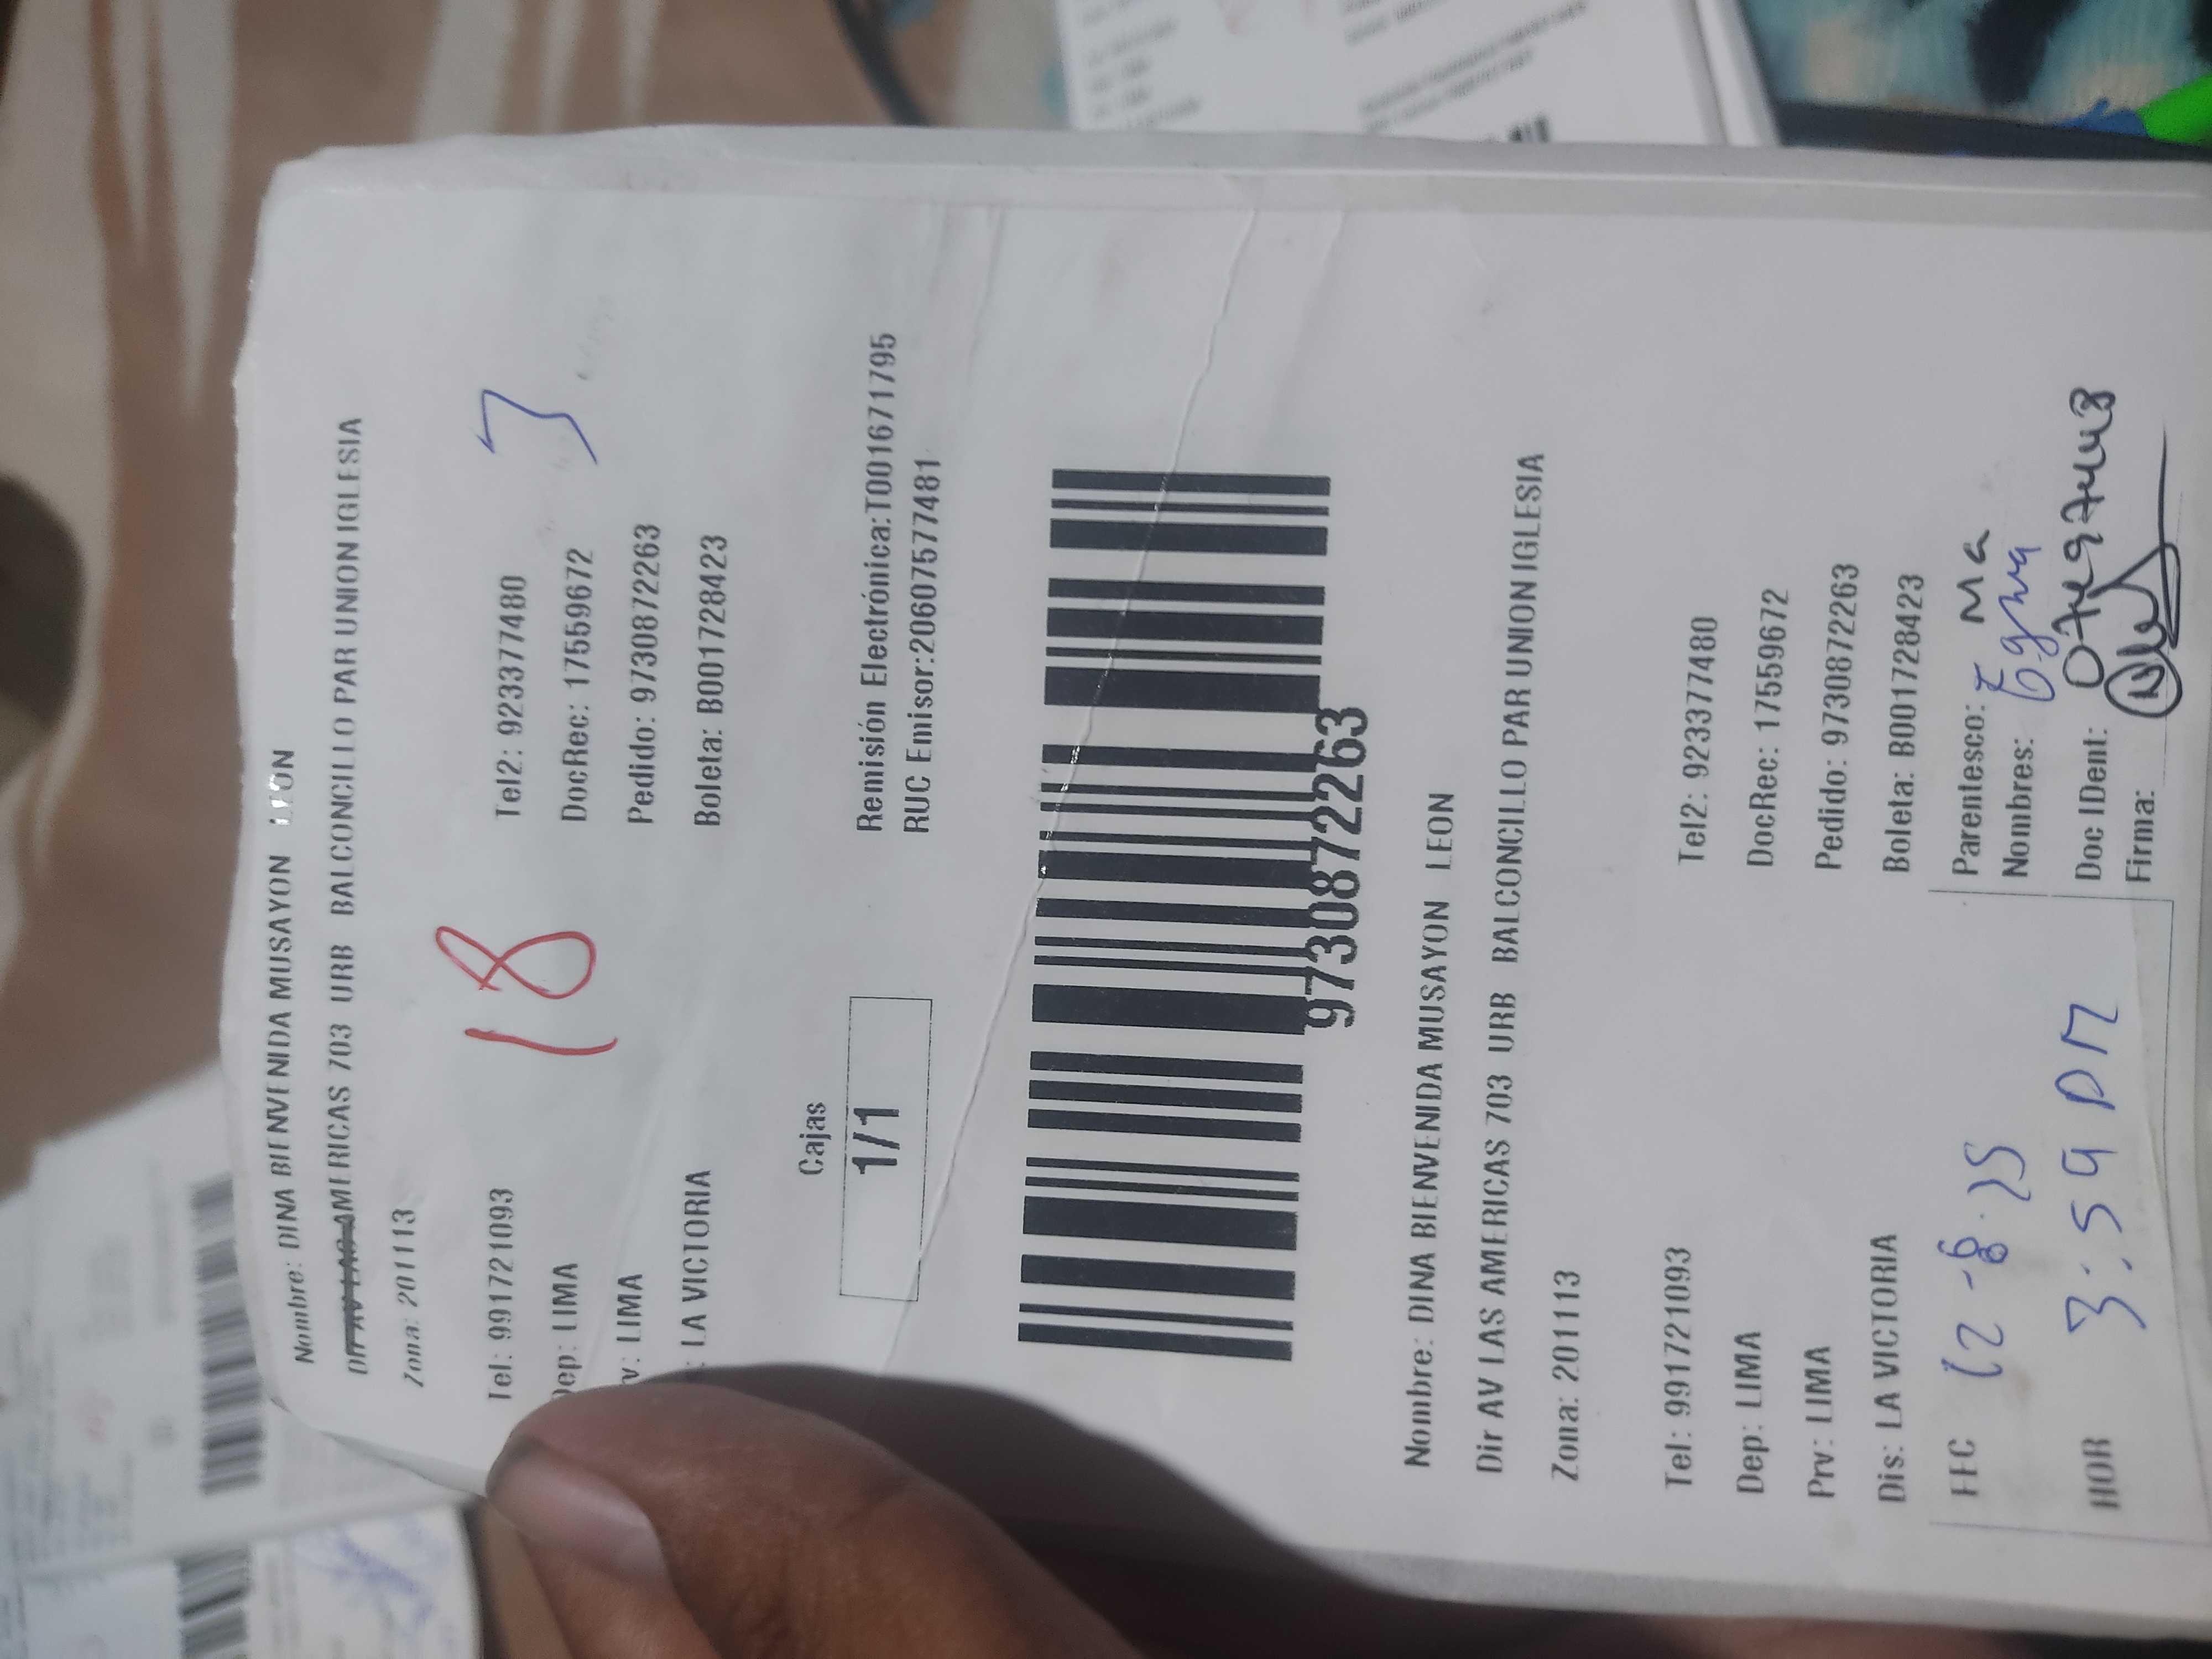 Nombre: DINA BIENVENIDA MUSAYON LEON
AMERICAS 703 URB BALCONCILLO PAR UNION IGLESIA
Zona: 201113
18
Tel: 991721093 Tel2: 923377480
Dep: LIMA DocRec: 17559672
v: LIMA Pedido: 9730872263
: LA VICTORIA Boleta: B001728423
Cajas
1/1
Remisión Electrónica:T001671795
RUC Emisor:20607577481
9730872263
Nombre: DINA BIENVENIDA MUSAYON LEON
Dir AV LAS AMERICAS 703 URB BALCONCILLO PAR UNION IGLESIA
Zona: 201113
Tel: 991721093 Tel2: 923377480
Dep: LIMA DocRec: 17559672
Prv: LIMA Pedido: 9730872263
Dis: LA VICTORIA Boleta: B001728423
FEC 12-8-25
HOR 3:59 PM
Parentesco:
Nombres:
Doc IDent:
Firma: